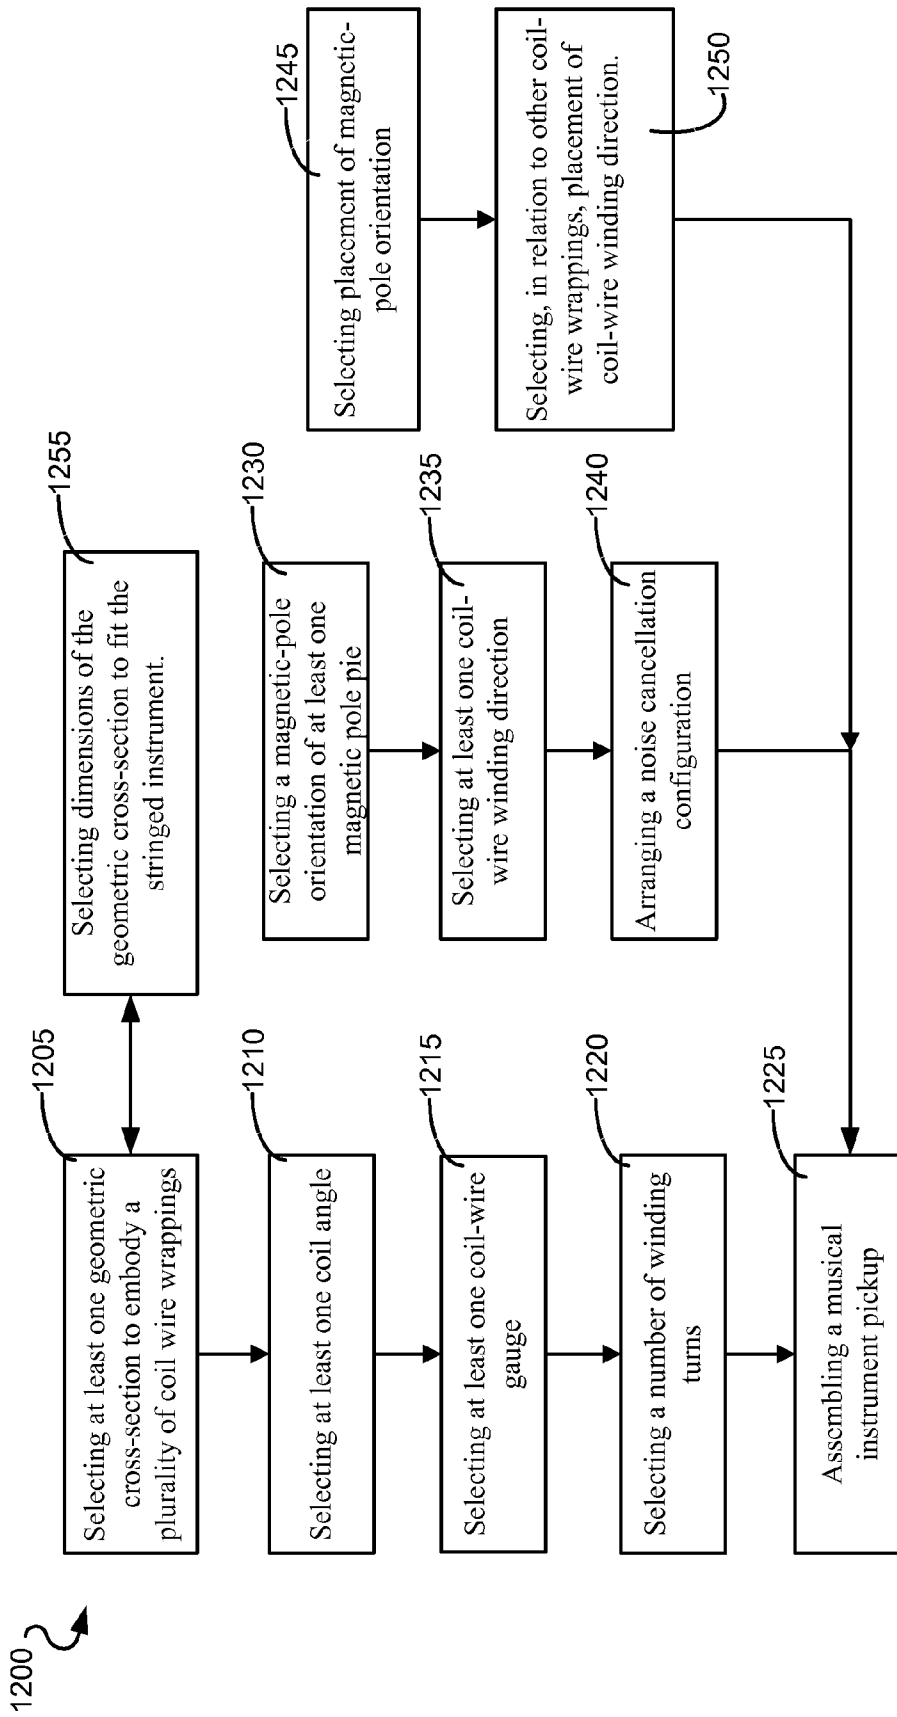 1200
1205
Selecting at least one geometric
cross-section to embody a
plurality of coil wire wrappings
1210
Selecting at least one coil angle
1215
Selecting at least one coil-wire
gauge
1220
Selecting a number of winding
turns
1225
Assembling a musical
instrument pickup
1255
Selecting dimensions of the
geometric cross-section to fit the
stringed instrument.
1230
Selecting a magnetic-pole
orientation of at least one
magnetic pole pie
1235
Selecting at least one coil-
wire winding direction
1240
Arranging a noise cancellation
configuration
1245
Selecting placement of magnetic-
pole orientation
1250
Selecting, in relation to other coil-
wire wrappings, placement of
coil-wire winding direction.